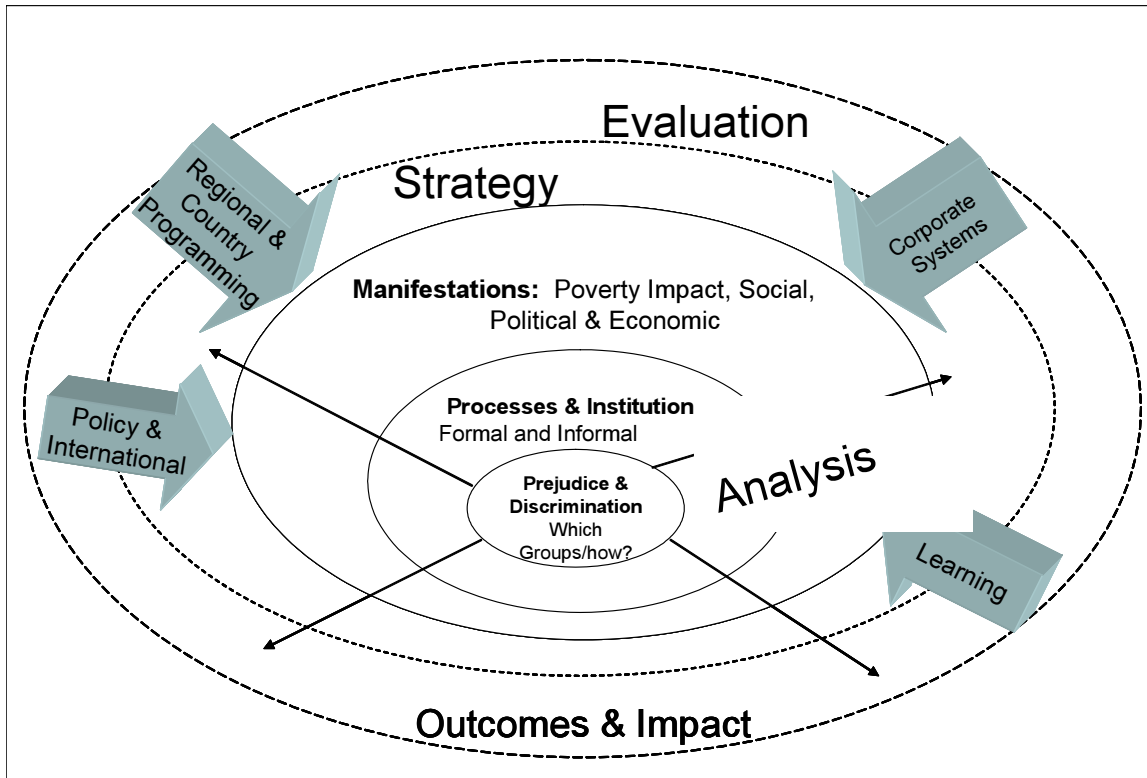 Evaluation
Strategy
Regional &
Country
Programming
Corporate
Systems
Manifestations: Poverty Impact, Social,
Political & Economic
Policy &
International
Processes & Institution
Formal and Informal
Analysis
Prejudice &
Discrimination
Which
Groups/how?
Learning
Outcomes & Impact